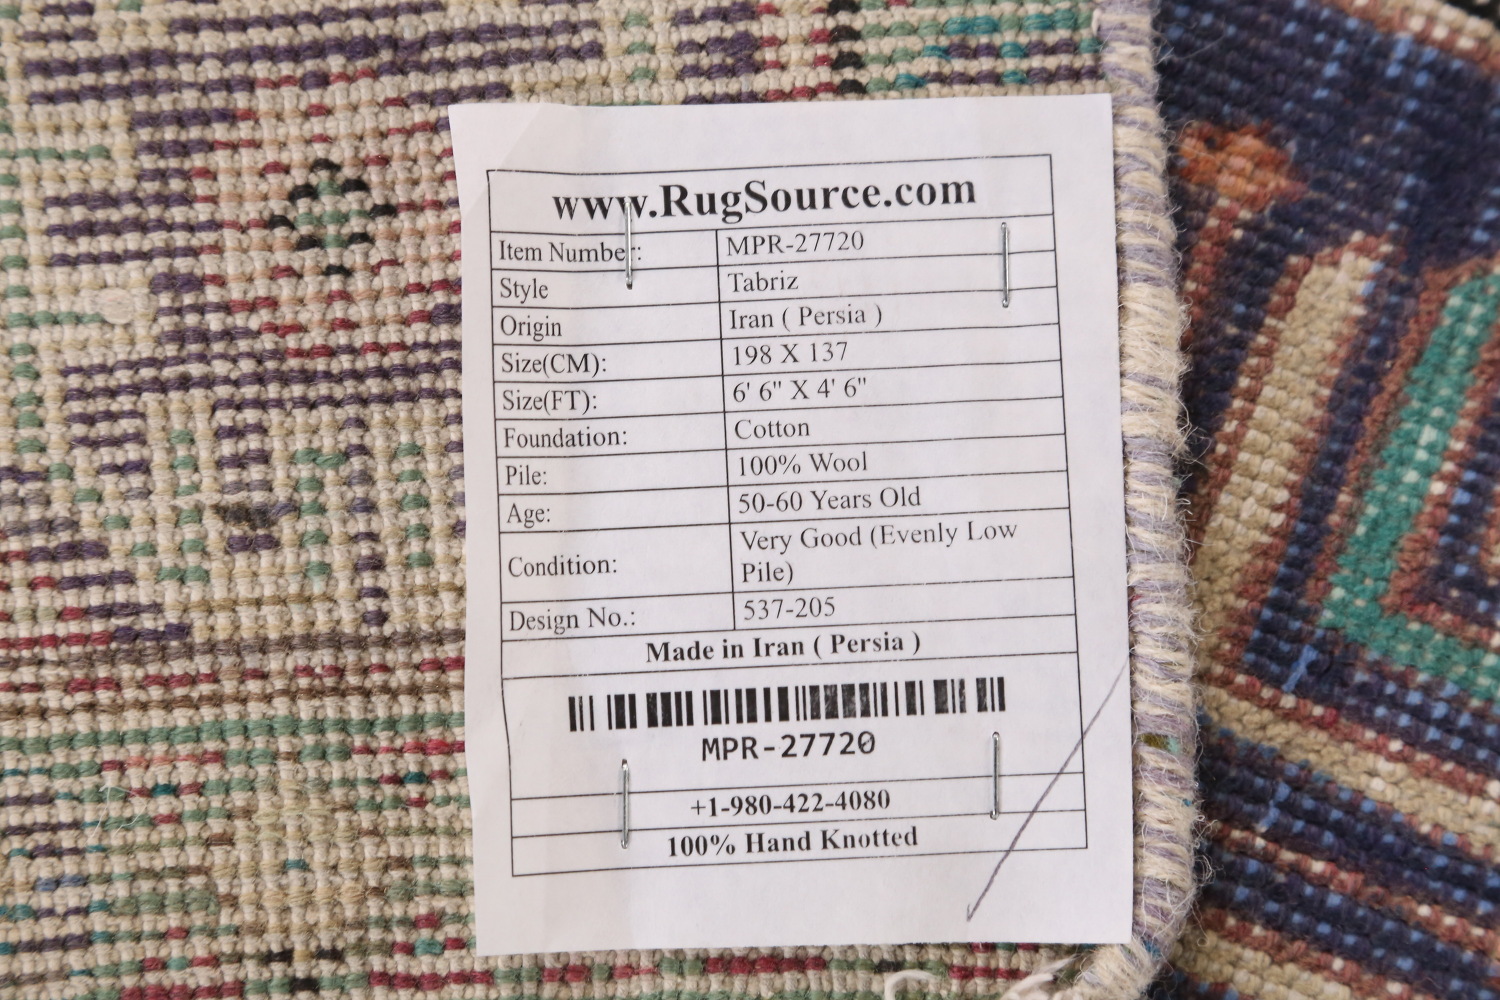 www.RugSource.com
Item Number: MPR-27720
Style Tabriz
Origin Iran ( Persia )
Size(CM): 198 X 137
Size(FT): 6' 6" X 4' 6"
Foundation: Cotton
Pile: 100% Wool
Age: 50-60 Years Old
Condition: Very Good (Evenly Low
Pile)
Design No.: 537-205
Made in Iran ( Persia )
MPR-27720
+1-980-422-4080
100% Hand Knotted